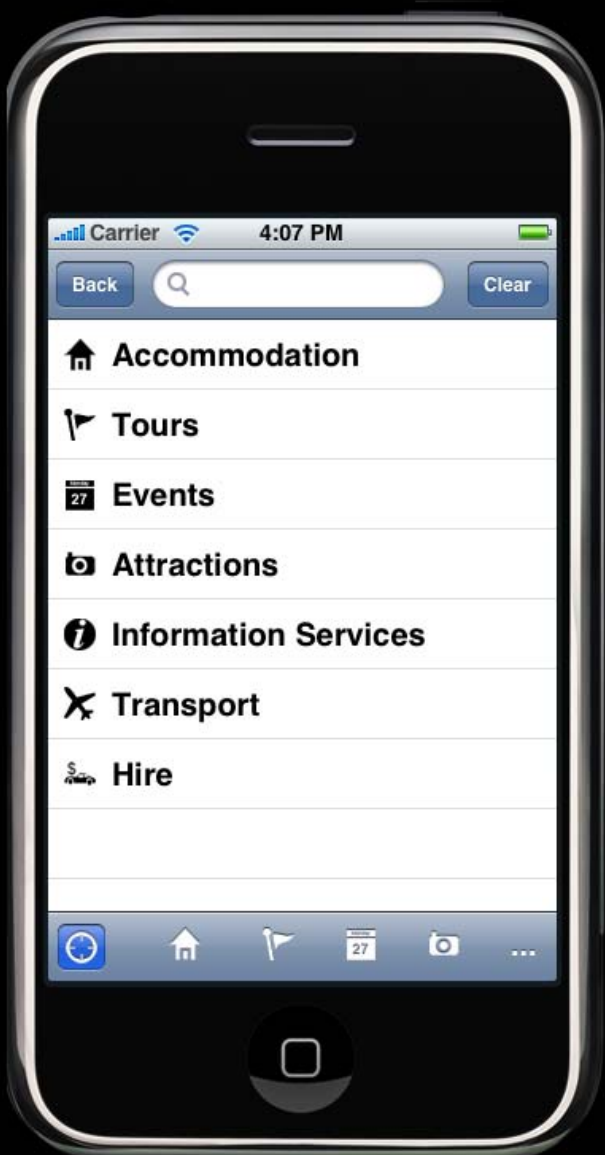 Carrier 4:07 PM
Back Clear
Accommodation
Tours
27
Events
Attractions
i Information Services
Transport
$ Hire
27
...